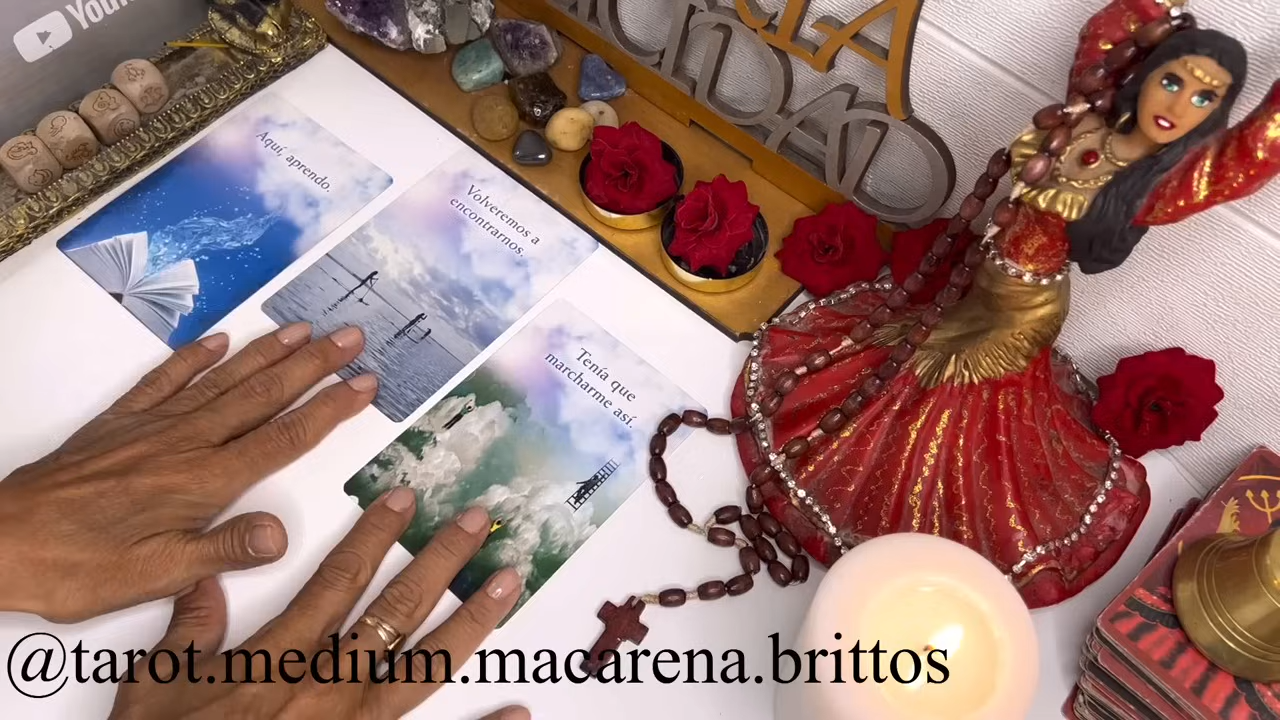 Aquí, aprendo.
Volveremos a
encontrarnos.
Tenía que
marcharme así.
@tarot.medium.macarena.brittos